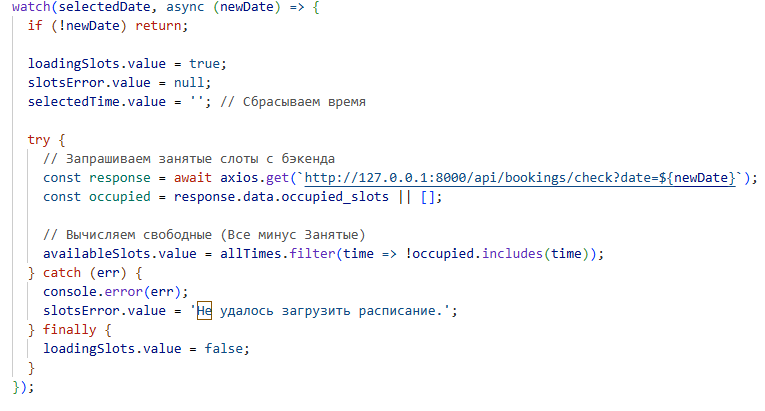 watch(selectedDate, async (newDate) => {
if (!newDate) return;
loadingSlots.value = true;
slotsError.value = null;
selectedTime.value = ''; // Сбрасываем время
try {
// Запрашиваем занятые слоты с бэкенда
const response = await axios.get(`http://127.0.0.1:8000/api/bookings/check?date=${newDate}`);
const occupied = response.data.occupied_slots || [];
// Вычисляем свободные (Все минус Занятые)
availableSlots.value = allTimes.filter(time => !occupied.includes(time));
} catch (err) {
console.error(err);
slotsError.value = 'Не удалось загрузить расписание.';
} finally {
loadingSlots.value = false;
}
});